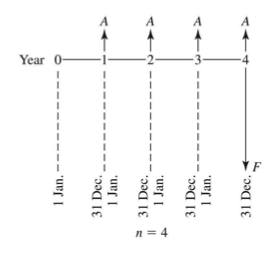 A A A A
Year 0 1 2 3 4
F
1 Jan.
31 Dec.
1 Jan.
31 Dec.
1 Jan.
31 Dec.
1 Jan.
31 Dec.
n = 4